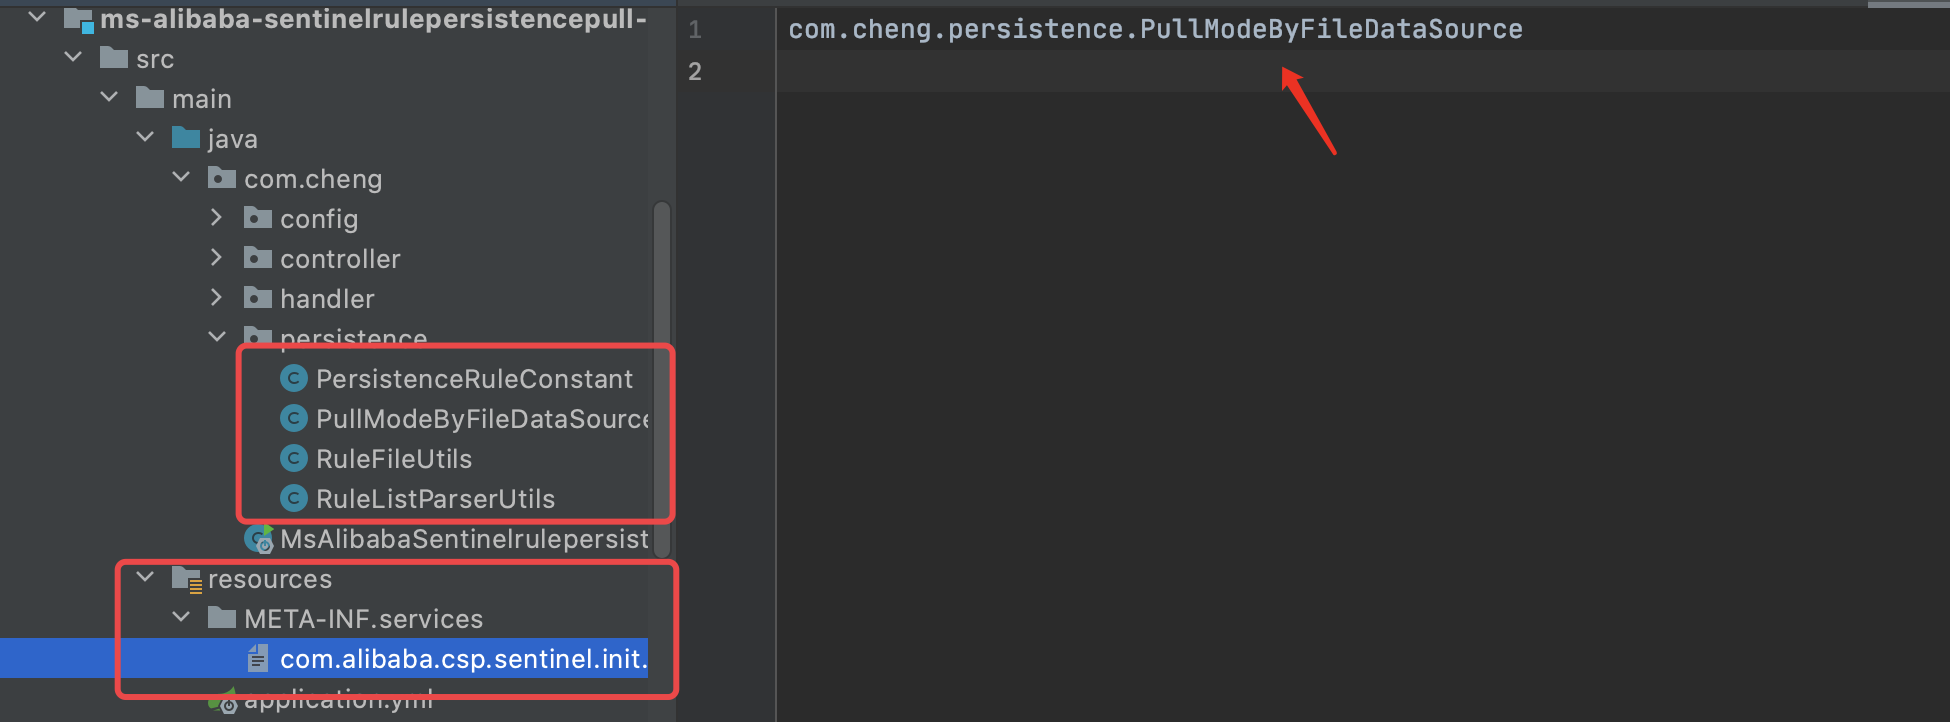 ms-alibaba-sentinelrulepersistencepull-
src
main
java
com.cheng
config
controller
handler
persistence
PersistenceRuleConstant
PullModeByFileDataSource
RuleFileUtils
RuleListParserUtils
MsAlibabaSentinelrulepersist
resources
META-INF.services
com.alibaba.csp.sentinel.init.
application.yml
1 com.cheng.persistence.PullModeByFileDataSource
2